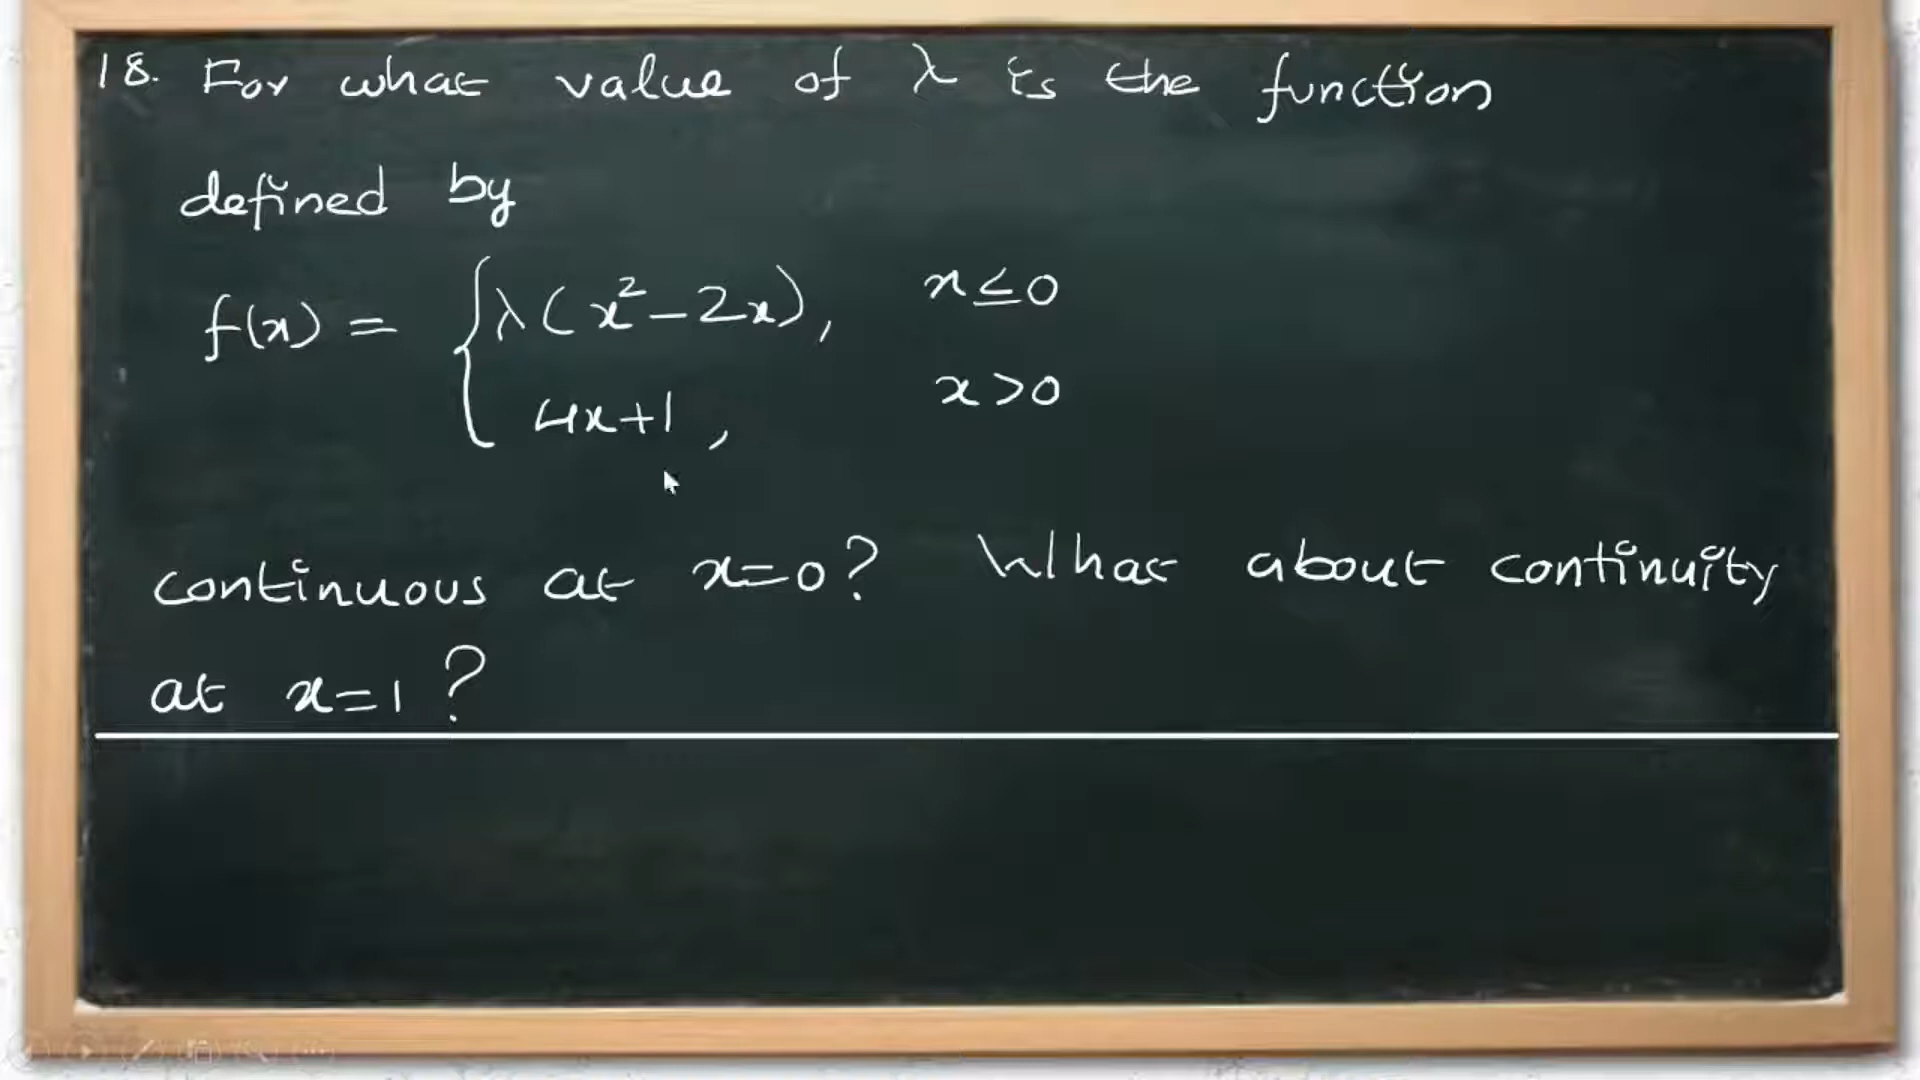 18. For what value of λ is the function
defined by
f(x) = { λ(x² - 2x), x ≤ 0
4x+1, x > 0
continuous at x=0? What about continuity
at x=1?